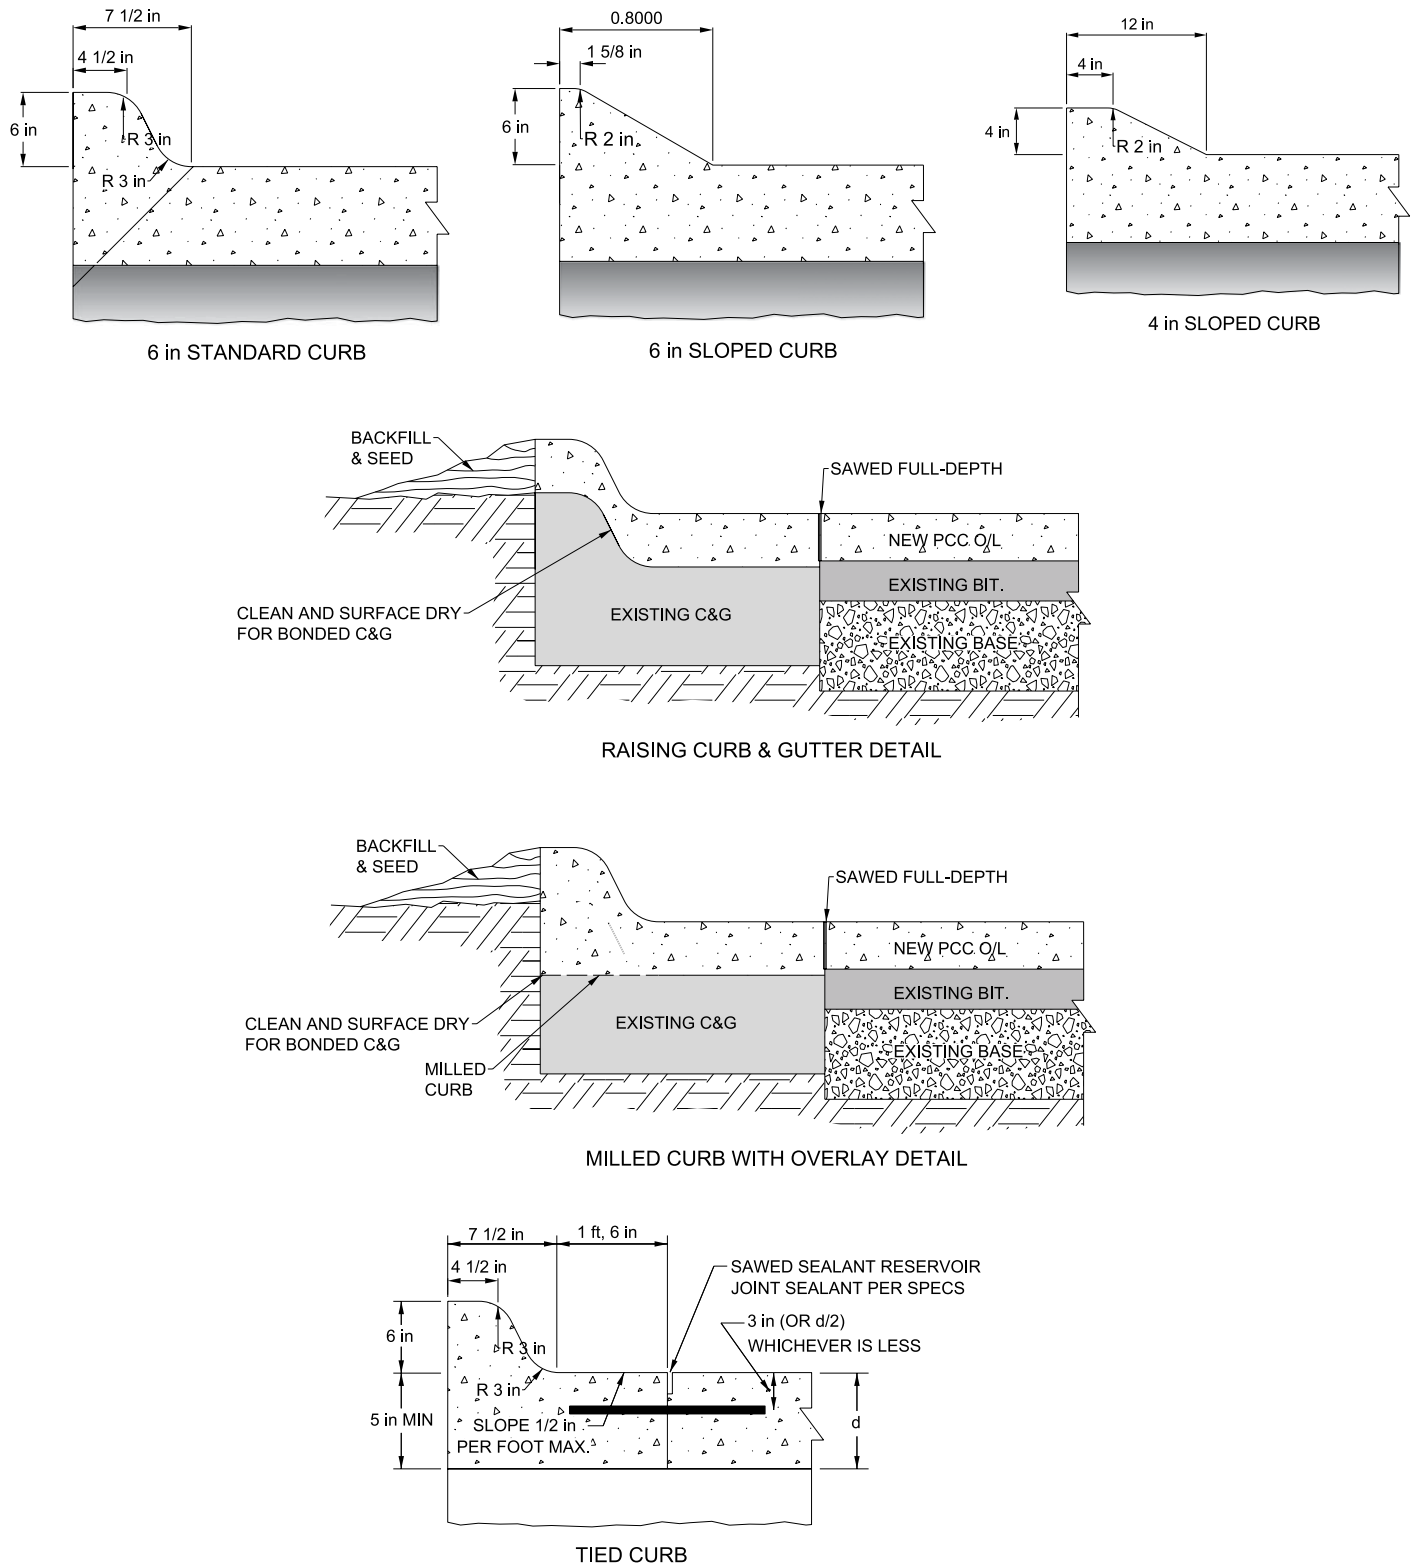 7 1/2 in
4 1/2 in
6 in
R 3 in
R 3 in
6 in STANDARD CURB
0.8000
1 5/8 in
6 in
R 2 in
6 in SLOPED CURB
12 in
4 in
4 in
R 2 in
4 in SLOPED CURB
BACKFILL
& SEED
SAWED FULL-DEPTH
NEW PCC O/L
EXISTING BIT.
CLEAN AND SURFACE DRY
FOR BONDED C&G
EXISTING C&G
EXISTING BASE
RAISING CURB & GUTTER DETAIL
BACKFILL
& SEED
SAWED FULL-DEPTH
NEW PCC O/L
EXISTING BIT.
CLEAN AND SURFACE DRY
FOR BONDED C&G
EXISTING C&G
EXISTING BASE
MILLED
CURB
MILLED CURB WITH OVERLAY DETAIL
7 1/2 in
1 ft, 6 in
4 1/2 in
SAWED SEALANT RESERVOIR
JOINT SEALANT PER SPECS
3 in (OR d/2)
WHICHEVER IS LESS
6 in
R 3 in
R 3 in
5 in MIN
SLOPE 1/2 in
PER FOOT MAX.
d
TIED CURB